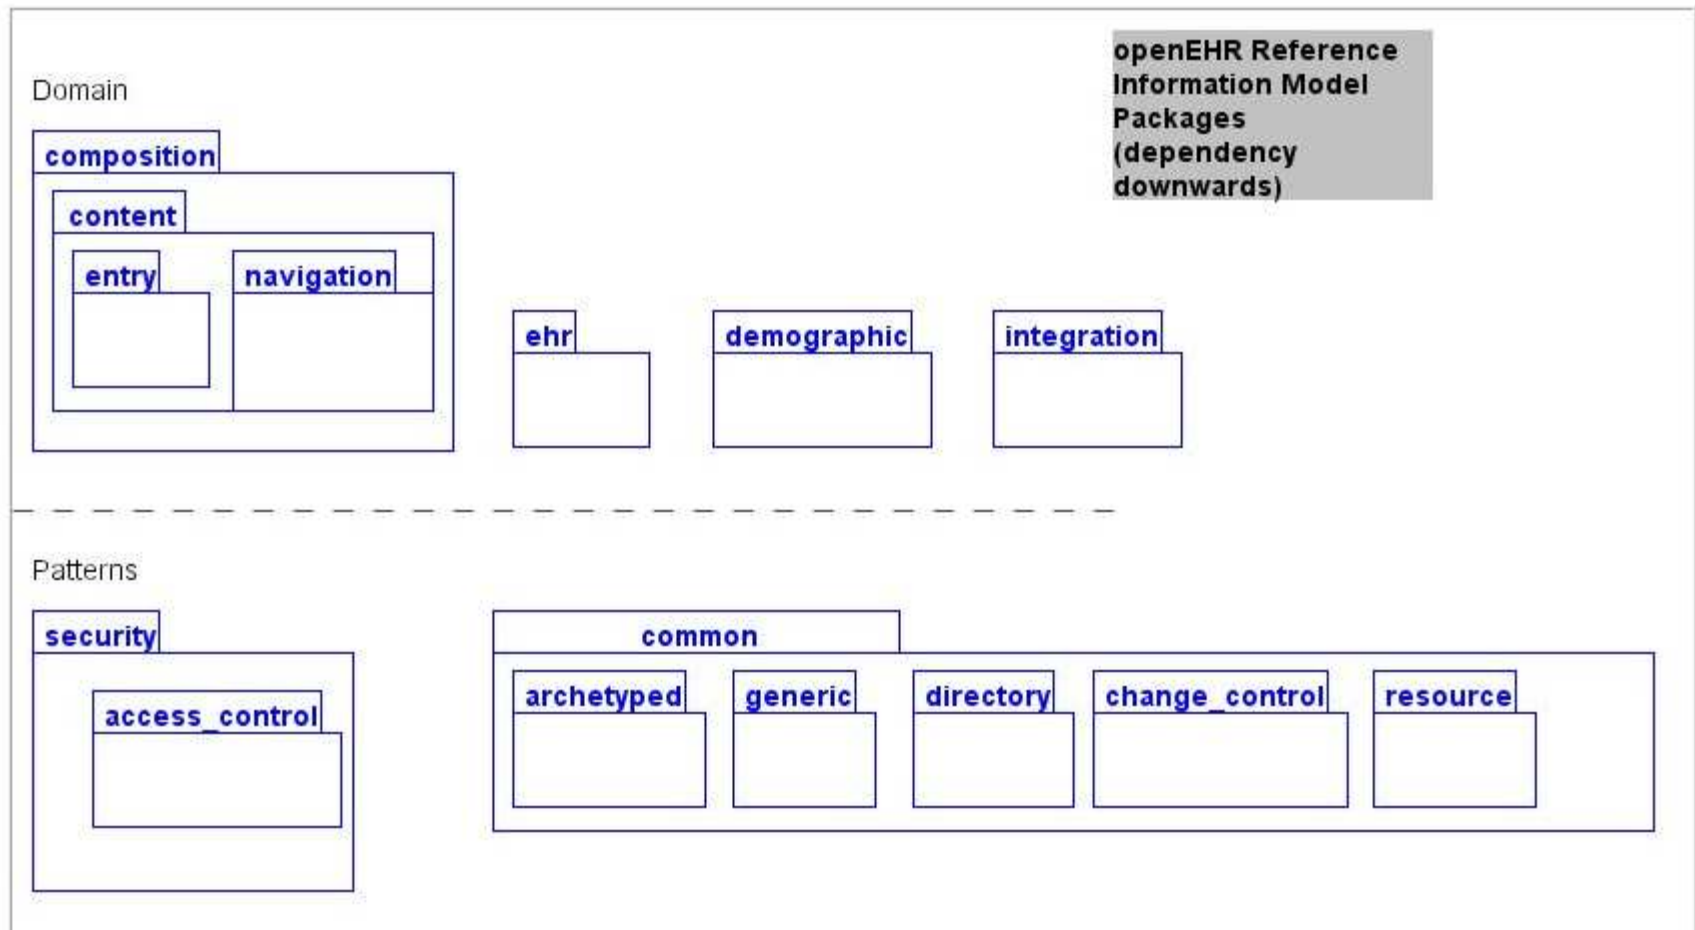 openEHR Reference
Information Model
Packages
(dependency
downwards)
Domain
composition
content
entry
navigation
ehr
demographic
integration
Patterns
security
access_control
common
archetyped
generic
directory
change_control
resource